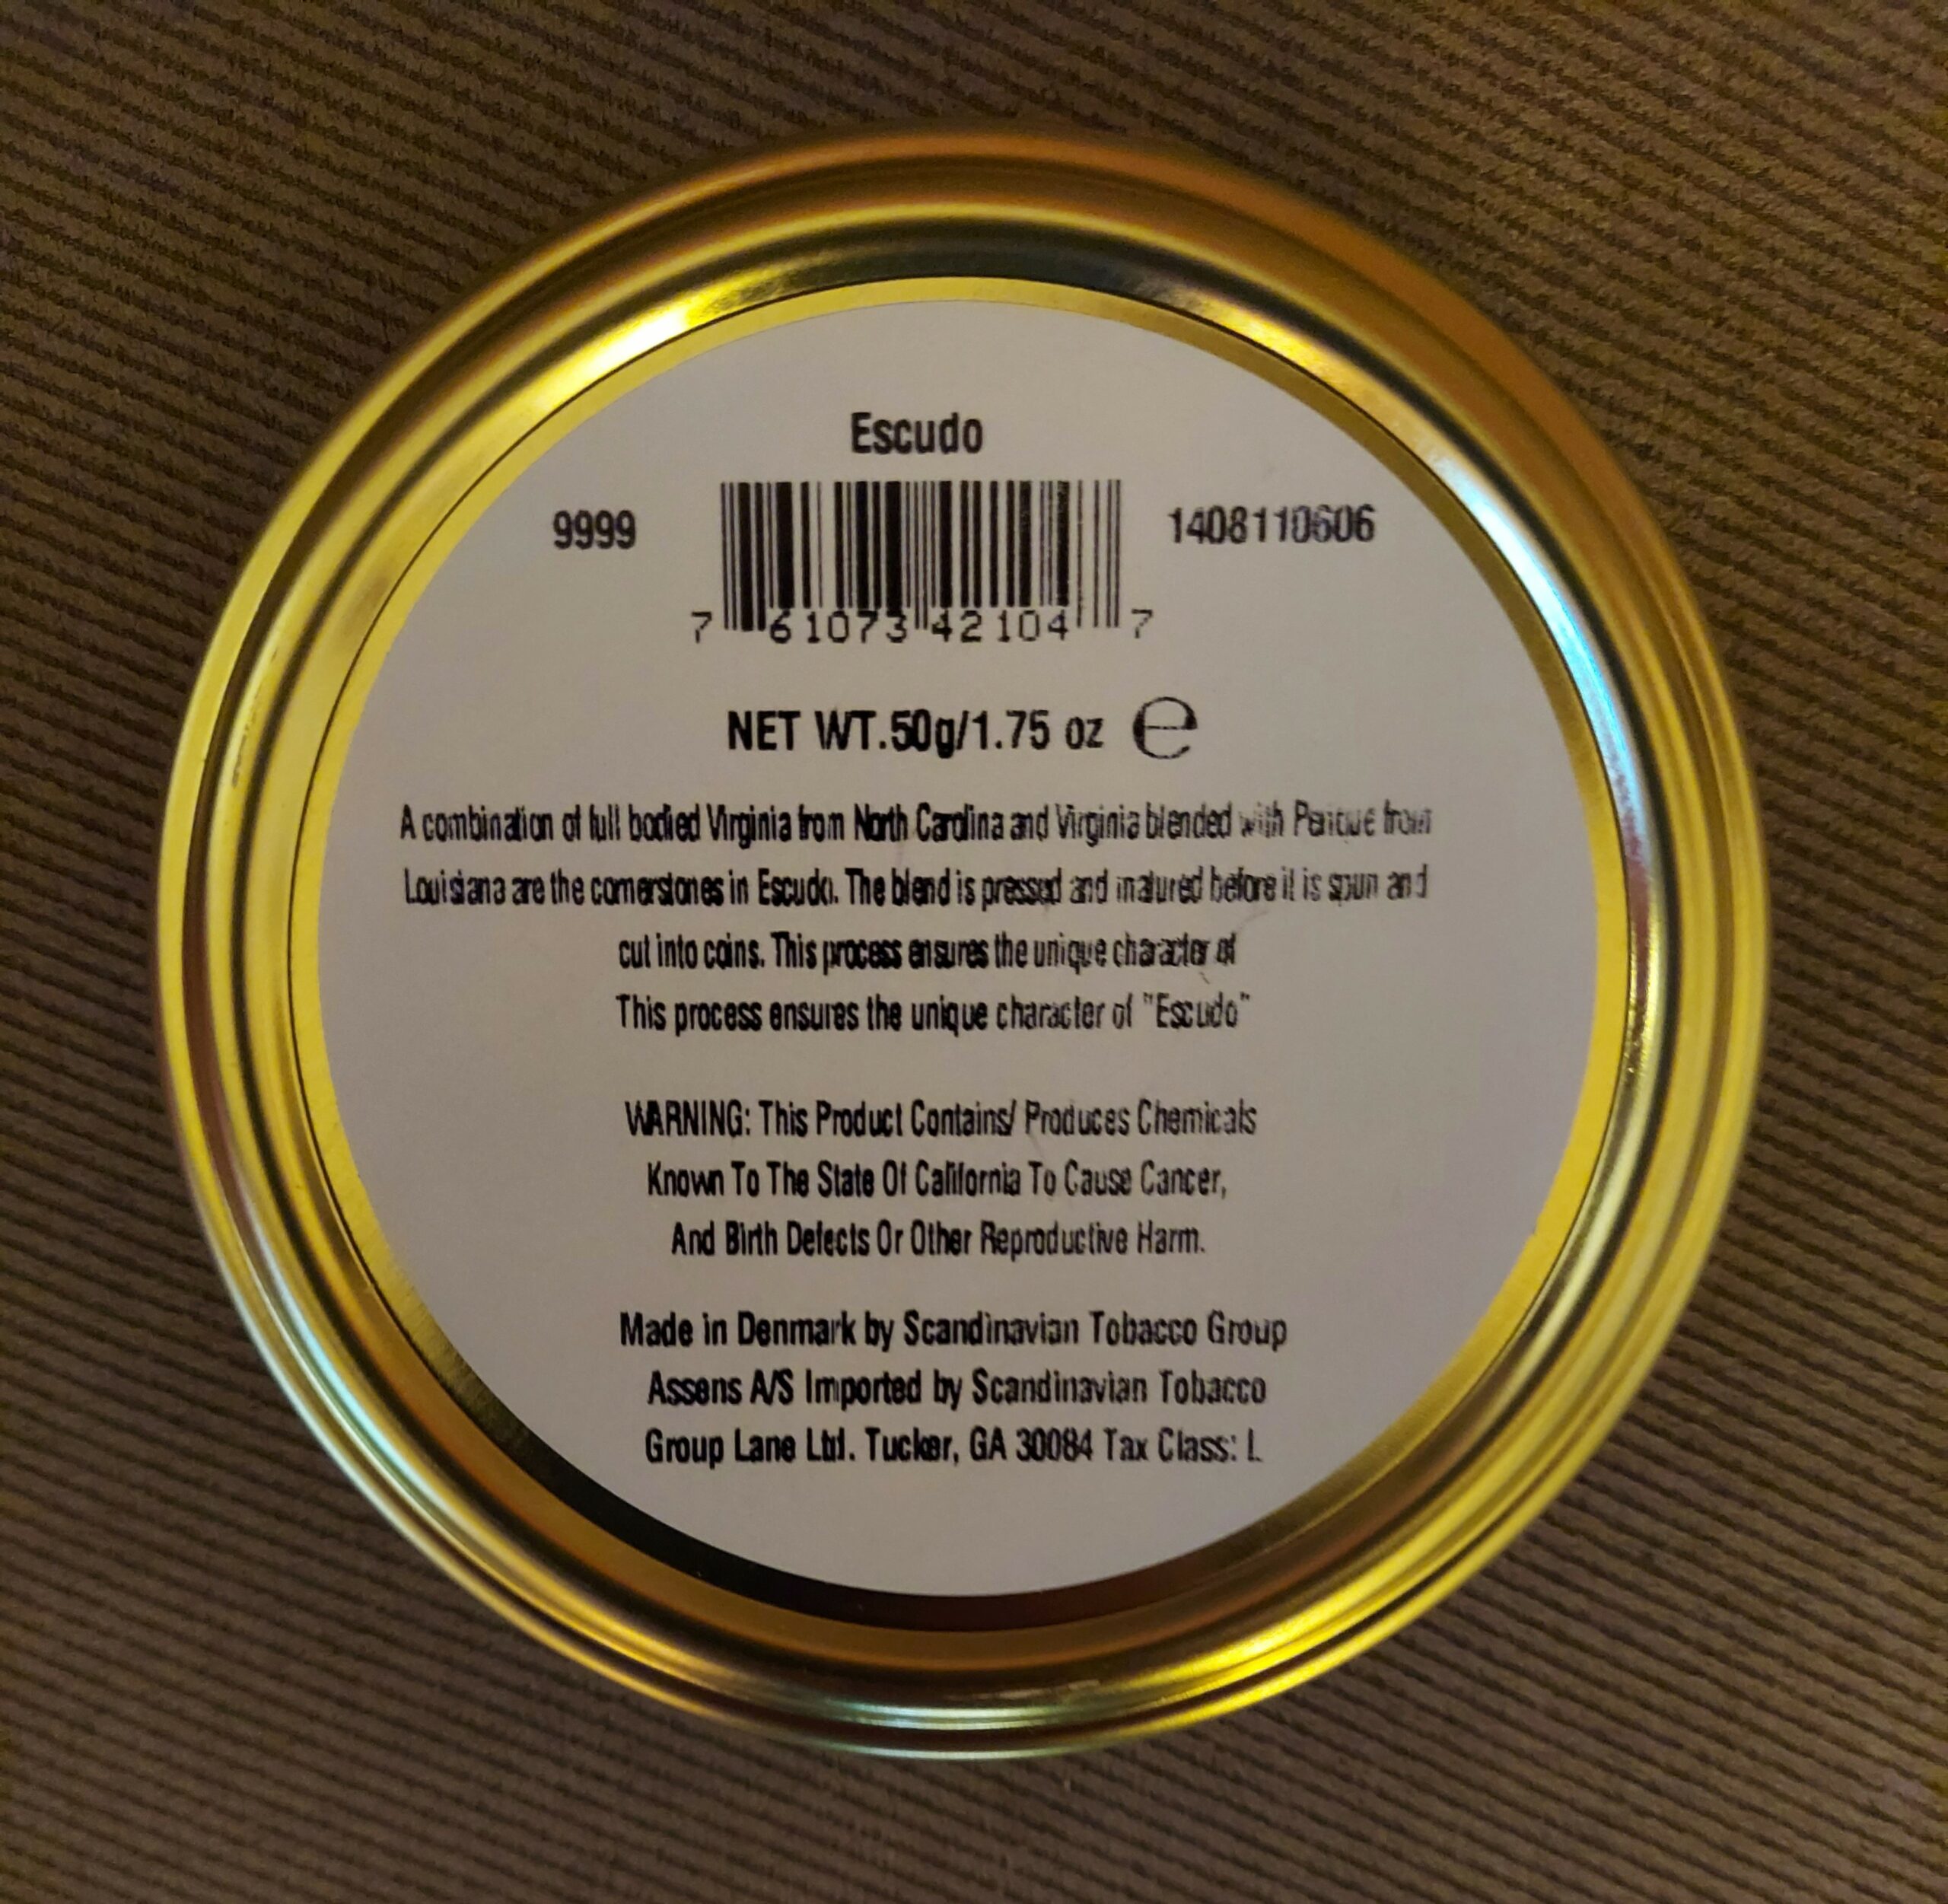 Escudo
9999
1408110606
7 61073 42104 7
NET WT.50g/1.75 oz ℮
A combination of full bodied Virginia from North Carolina and Virginia blended with Perique from
Louisiana are the cornerstones in Escudo. The blend is pressed and matured before it is spun and
cut into coins. This process ensures the unique character of
This process ensures the unique character of "Escudo"
WARNING: This Product Contains/ Produces Chemicals
Known To The State Of California To Cause Cancer,
And Birth Defects Or Other Reproductive Harm.
Made in Denmark by Scandinavian Tobacco Group
Assens A/S Imported by Scandinavian Tobacco
Group Lane Ltd. Tucker, GA 30084 Tax Class: L